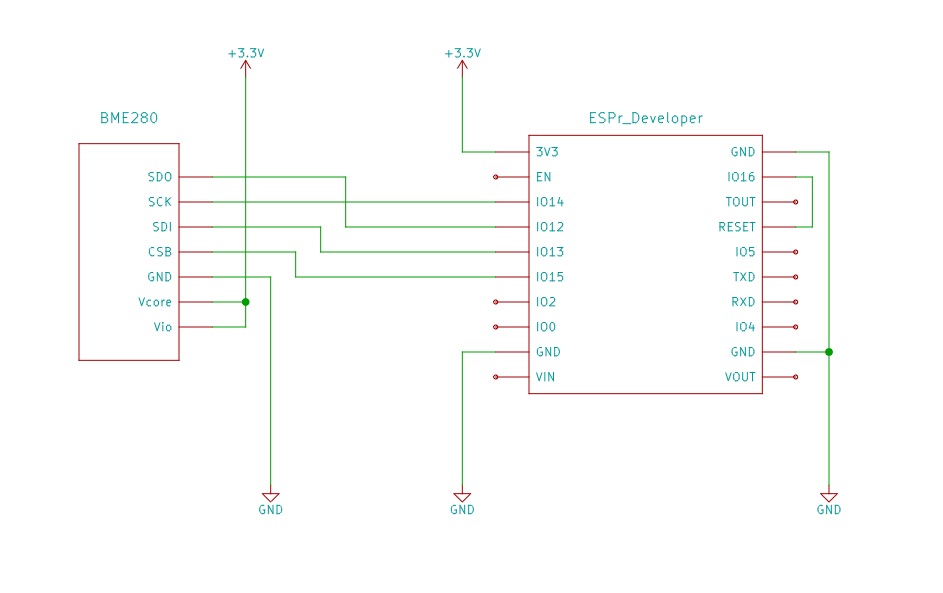 +3.3V
+3.3V
BME280
ESPr_Developer
SDO
SCK
SDI
CSB
GND
Vcore
Vio
3V3
EN
IO14
IO12
IO13
IO15
IO2
IO0
GND
VIN
GND
IO16
TOUT
RESET
IO5
TXD
RXD
IO4
GND
VOUT
GND
GND
GND